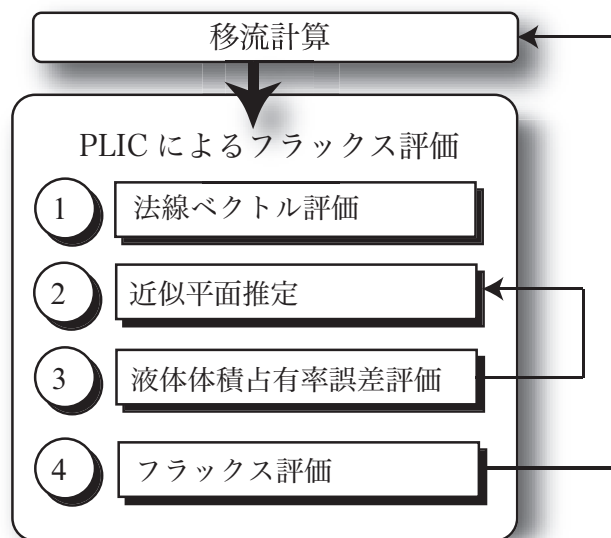 移流計算
PLIC によるフラックス評価
1 法線ベクトル評価
2 近似平面推定
3 液体体積占有率誤差評価
4 フラックス評価